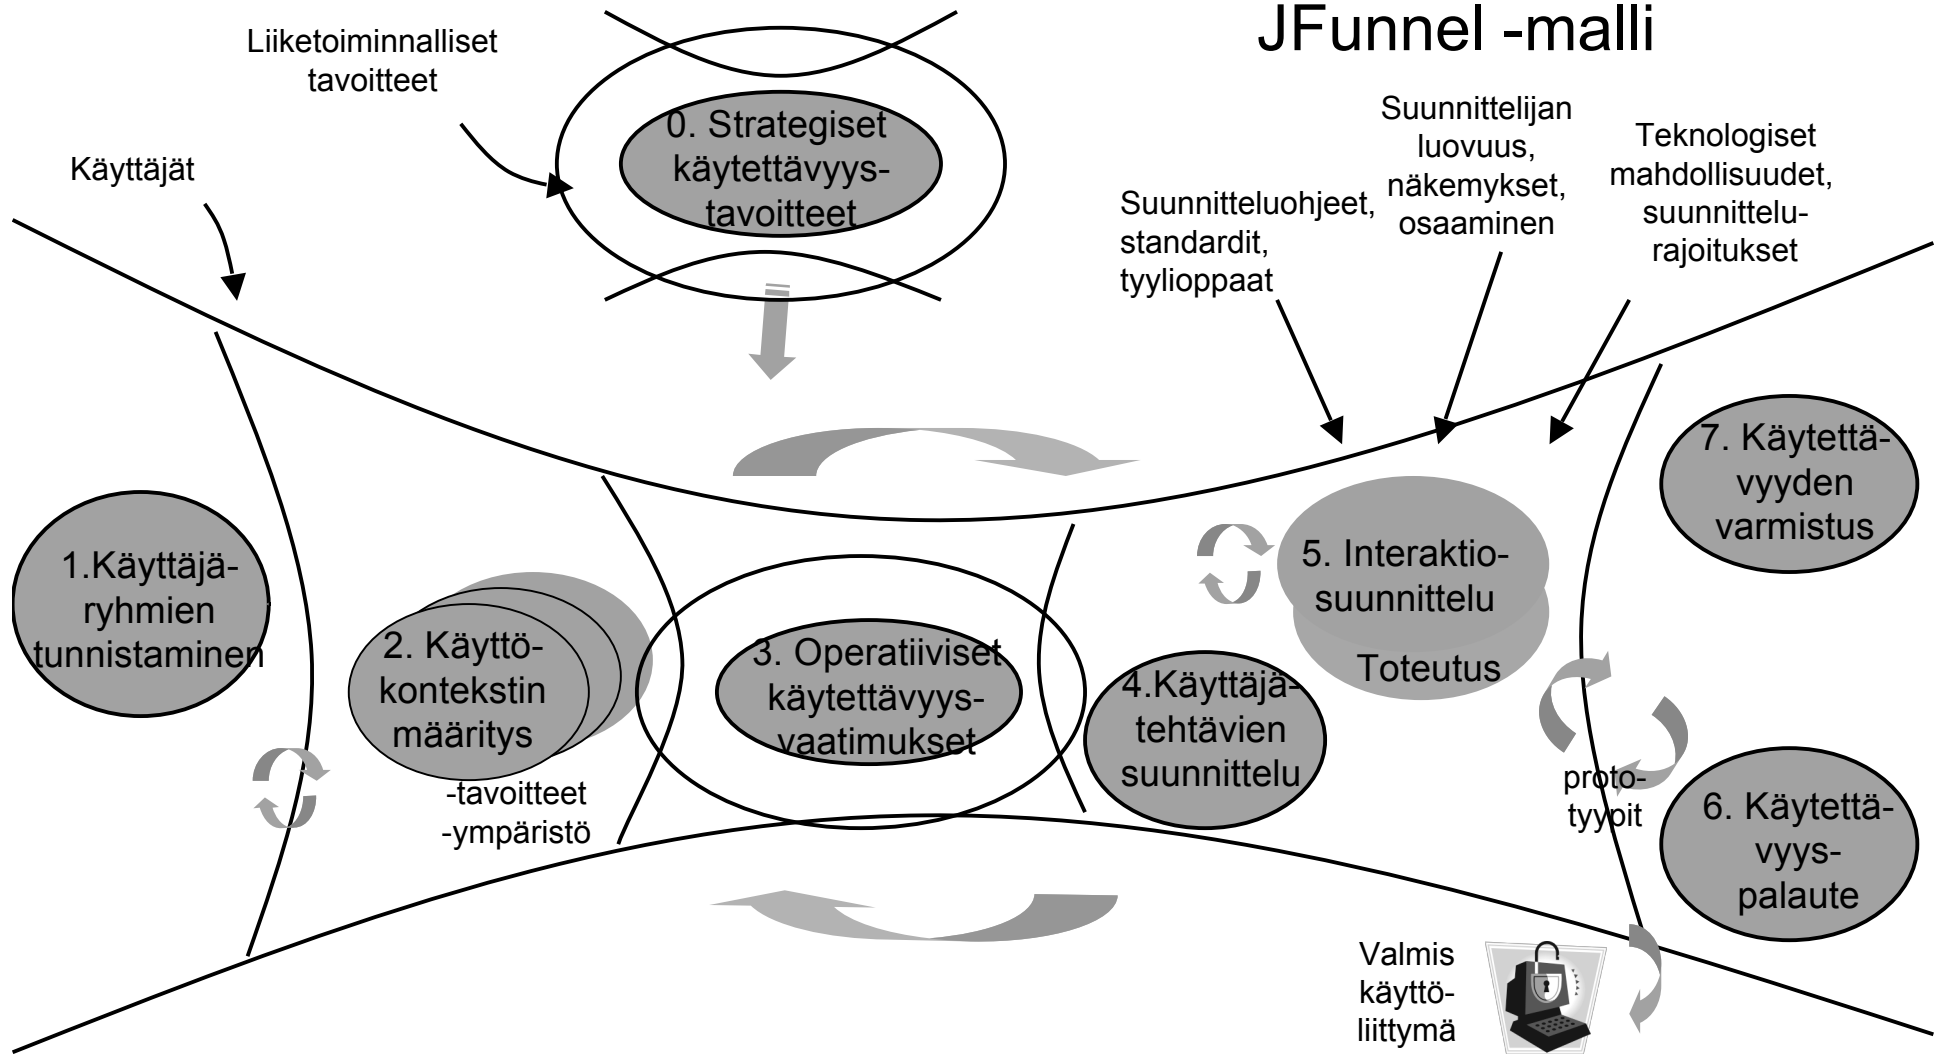 JFunnel -malli
Liiketoiminnalliset
tavoitteet
Käyttäjät
0. Strategiset
käytettävyys-
tavoitteet
Suunnitteluohjeet,
standardit,
tyylioppaat
Suunnittelijan
luovuus,
näkemykset,
osaaminen
Teknologiset
mahdollisuudet,
suunnittelu-
rajoitukset
1.Käyttäjä-
ryhmien
tunnistaminen
2. Käyttö-
kontekstin
määritys
-tavoitteet
-ympäristö
3. Operatiiviset
käytettävyys-
vaatimukset
4.Käyttäjä-
tehtävien
suunnittelu
5. Interaktio-
suunnittelu
Toteutus
proto-
tyypit
7. Käytettä-
vyyden
varmistus
6. Käytettä-
vyys-
palaute
Valmis
käyttö-
liittymä